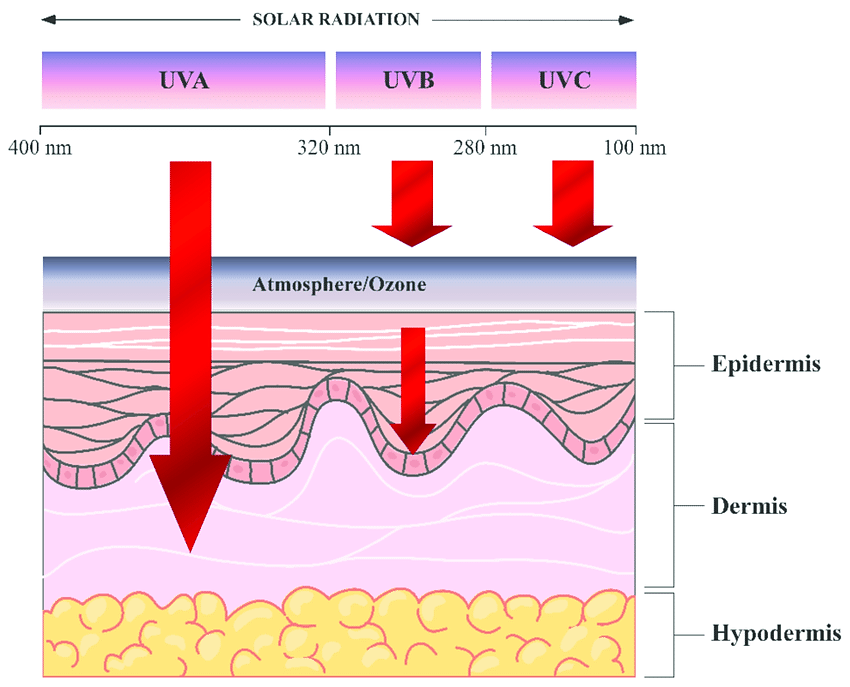 SOLAR RADIATION
UVA
UVB
UVC
400 nm
320 nm
280 nm
100 nm
Atmosphere/Ozone
Epidermis
Dermis
Hypodermis